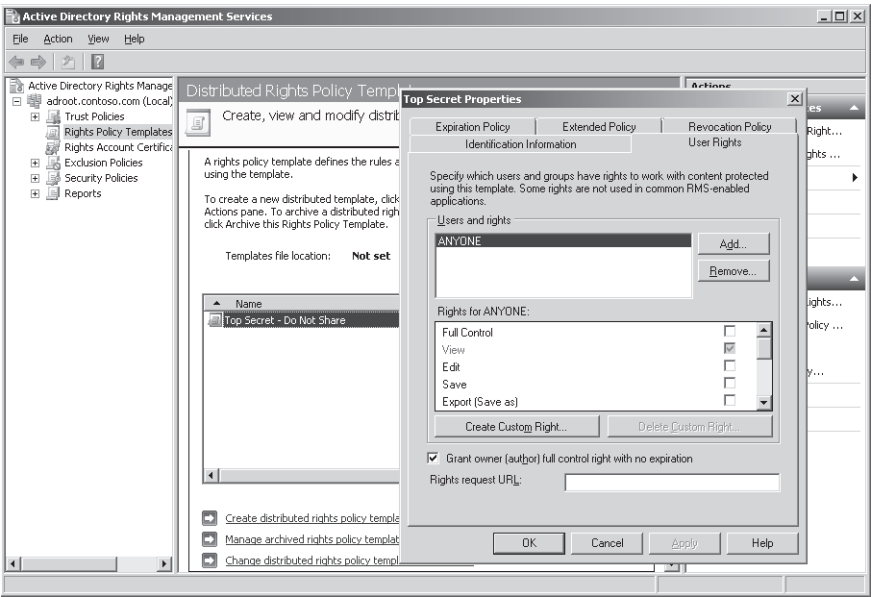 Active Directory Rights Management Services
File Action View Help
Active Directory Rights Manage
adroot.contoso.com (Local)
Trust Policies
Rights Policy Templates
Rights Account Certifica
Exclusion Policies
Security Policies
Reports
Distributed Rights Policy Templ
Create, view and modify distrib
A rights policy template defines the rules a
using the template.
To create a new distributed template, click
Actions pane. To archive a distributed righ
click Archive this Rights Policy Template.
Templates file location: Not set
Name
Top Secret - Do Not Share
Create distributed rights policy templa
Manage archived rights policy templat
Change distributed rights policy templ
Top Secret Properties
Expiration Policy Extended Policy Revocation Policy
Identification Information User Rights
Specify which users and groups have rights to work with content protected
using this template. Some rights are not used in common RMS-enabled
applications.
Users and rights
ANYONE
Add...
Remove...
Rights for ANYONE:
Full Control
View
Edit
Save
Export (Save as)
Create Custom Right... Delete Custom Right...
Grant owner (author) full control right with no expiration
Rights request URL:
OK Cancel Apply Help
Actions
es
Right...
ghts ...
ights...
olicy ...
y...